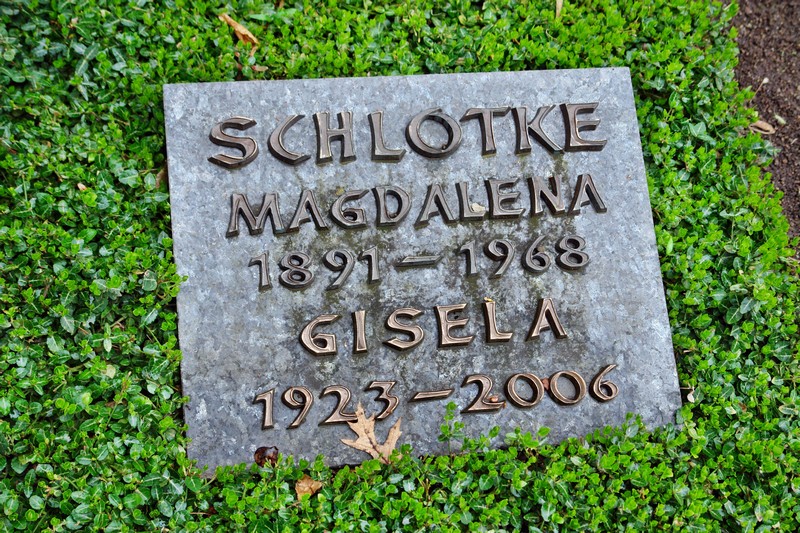 SCHLOTKE
MAGDALENA
1891 – 1968
GISELA
1923 – 2006